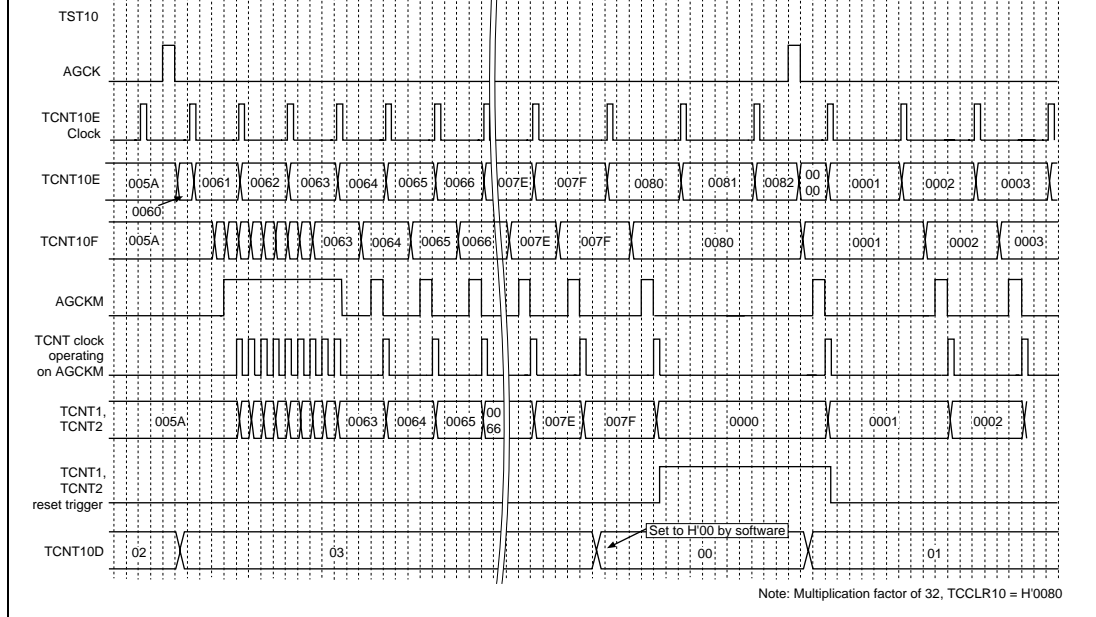 TST10
AGCK
TCNT10E
Clock
TCNT10E
005A 0061 0062 0063 0064 0065 0066 007E 007F 0080 0081 0082 00 0001 0002 0003
00
0060
TCNT10F
005A 0063 0064 0065 0066 007E 007F 0080 0001 0002 0003
AGCKM
TCNT clock
operating
on AGCKM
TCNT1,
TCNT2
005A 0063 0064 0065 00 007E 007F 0000 0001 0002
66
TCNT1,
TCNT2
reset trigger
Set to H'00 by software
TCNT10D
02 03 00 01
Note: Multiplication factor of 32, TCCLR10 = H'0080